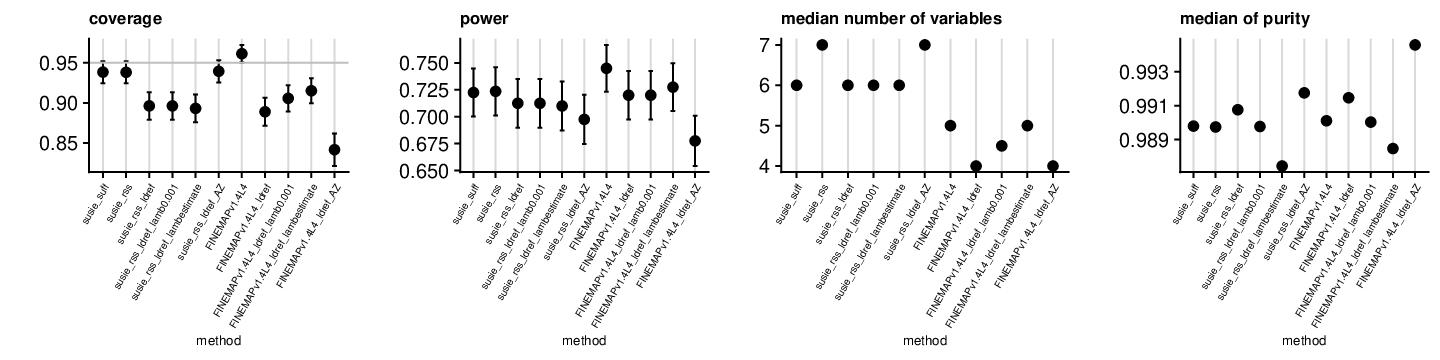 coverage
0.95
0.90
0.85
susie_suff
susie_rss
susie_rss_ldref
susie_rss_ldref_lamb0.001
susie_rss_ldref_lambestimate
susie_rss_ldref_AZ
FINEMAPv1.4L4
FINEMAPv1.4L4_ldref
FINEMAPv1.4L4_ldref_lamb0.001
FINEMAPv1.4L4_ldref_lambestimate
FINEMAPv1.4L4_ldref_AZ
method
power
0.750
0.725
0.700
0.675
0.650
susie_suff
susie_rss
susie_rss_ldref
susie_rss_ldref_lamb0.001
susie_rss_ldref_lambestimate
susie_rss_ldref_AZ
FINEMAPv1.4L4
FINEMAPv1.4L4_ldref
FINEMAPv1.4L4_ldref_lamb0.001
FINEMAPv1.4L4_ldref_lambestimate
FINEMAPv1.4L4_ldref_AZ
method
median number of variables
7
6
5
4
susie_suff
susie_rss
susie_rss_ldref
susie_rss_ldref_lamb0.001
susie_rss_ldref_lambestimate
susie_rss_ldref_AZ
FINEMAPv1.4L4
FINEMAPv1.4L4_ldref
FINEMAPv1.4L4_ldref_lamb0.001
FINEMAPv1.4L4_ldref_lambestimate
FINEMAPv1.4L4_ldref_AZ
method
median of purity
0.993
0.991
0.989
susie_suff
susie_rss
susie_rss_ldref
susie_rss_ldref_lamb0.001
susie_rss_ldref_lambestimate
susie_rss_ldref_AZ
FINEMAPv1.4L4
FINEMAPv1.4L4_ldref
FINEMAPv1.4L4_ldref_lamb0.001
FINEMAPv1.4L4_ldref_lambestimate
FINEMAPv1.4L4_ldref_AZ
method